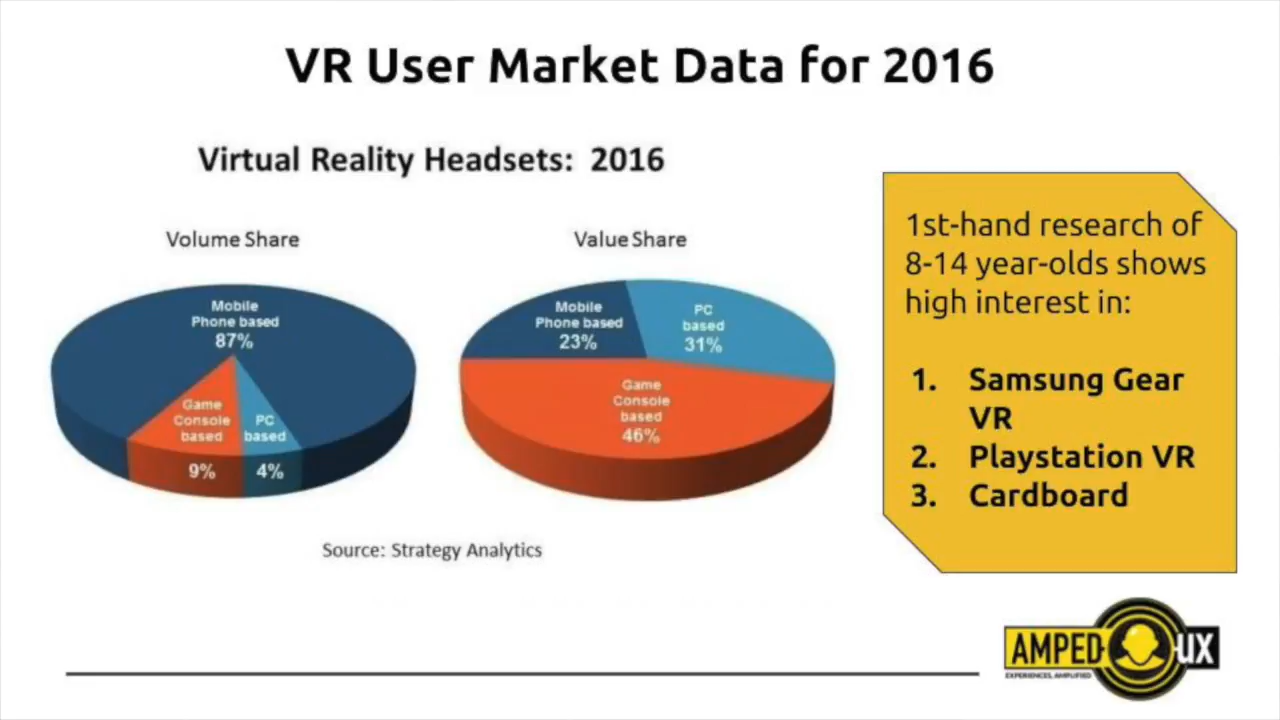 VR User Market Data for 2016
Virtual Reality Headsets: 2016
Volume Share
Mobile
Phone based
87%
Game
Console
based
9%
PC
based
4%
Value Share
Mobile
Phone based
23%
PC
based
31%
Game
Console
based
46%
Source: Strategy Analytics
1st-hand research of
8-14 year-olds shows
high interest in:
1. Samsung Gear
VR
2. Playstation VR
3. Cardboard
AMPED UX
EXPERIENCES, AMPLIFIED